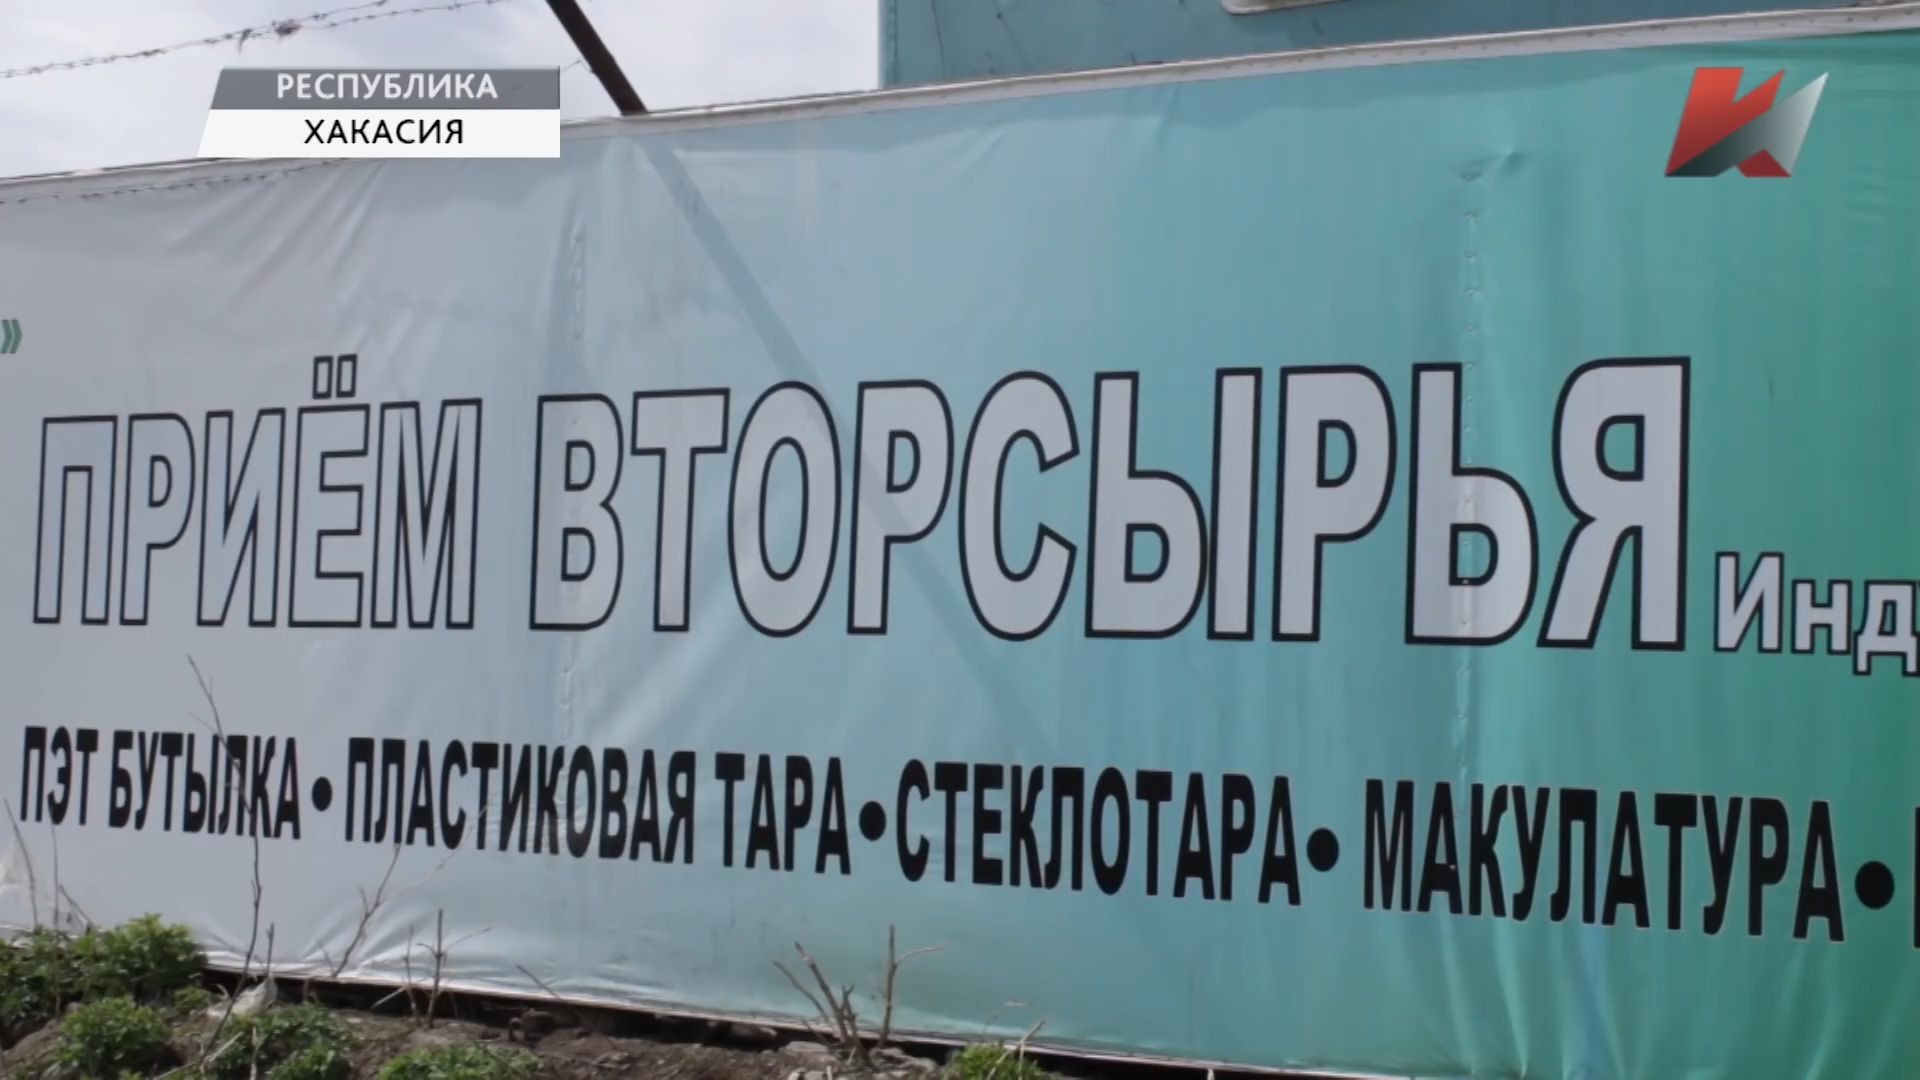 РЕСПУБЛИКА
ХАКАСИЯ
»
ПРИЁМ ВТОРСЫРЬЯ
ПЭТ БУТЫЛКА • ПЛАСТИКОВАЯ ТАРА • СТЕКЛОТАРА • МАКУЛАТУРА •